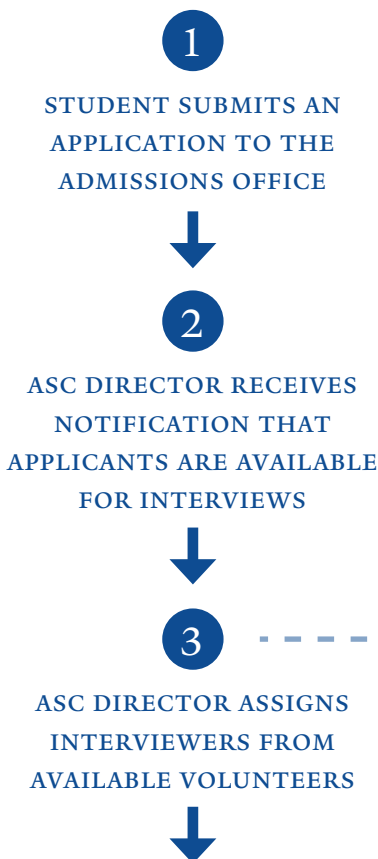 1
STUDENT SUBMITS AN
APPLICATION TO THE
ADMISSIONS OFFICE
2
ASC DIRECTOR RECEIVES
NOTIFICATION THAT
APPLICANTS ARE AVAILABLE
FOR INTERVIEWS
3
ASC DIRECTOR ASSIGNS
INTERVIEWERS FROM
AVAILABLE VOLUNTEERS